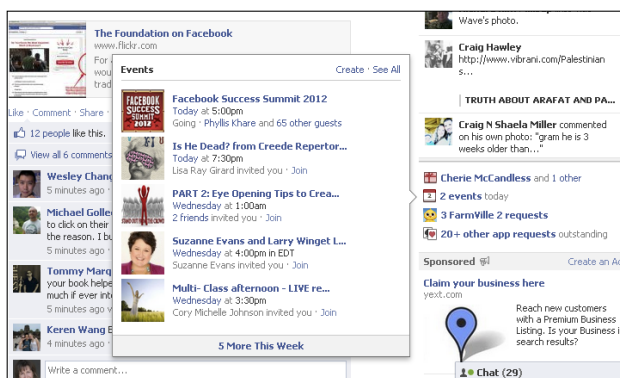 The Foundation on Facebook
www.flickr.com
For
wou
trad
Like · Comment · Share ·
12 people like this.
View all 6 comments
Wesley Chang
5 minutes ago ·
Michael Golle
to click on their
the reason. I bu
5 minutes ago ·
Tommy Marq
your book helpe
much if ever int
5 minutes ago v
Keren Wang E
4 minutes ago ·
Write a comment...
Events
Create · See All
FACEBOOK
SUCCESS
SUMMIT
2012
Facebook Success Summit 2012
Today at 5:00pm
Going · Phyllis Khare and 65 other guests
Is He Dead? from Creede Repertor...
Today at 7:30pm
Lisa Ray Girard invited you · Join
PART 2: Eye Opening Tips to Crea...
Wednesday at 1:00am
2 friends invited you · Join
Suzanne Evans and Larry Winget L...
Wednesday at 4:00pm in EDT
Suzanne Evans invited you · Join
Multi- Class afternoon - LIVE re...
Wednesday at 3:30pm
Cory Michelle Johnson invited you · Join
5 More This Week
Wave's photo.
Craig Hawley
http://www.vibrani.com/Palestinian
s...
TRUTH ABOUT ARAFAT AND PA...
Craig N Shaela Miller commented
on his own photo: "gram he is 3
weeks older than..."
Cherie McCandless and 1 other
2 events today
3 FarmVille 2 requests
20+ other app requests outstanding
Sponsored
Create an Ad
Claim your business here
yext.com
Reach new customers
with a Premium Business
Listing. Is your Business i
search results?
Chat (29)